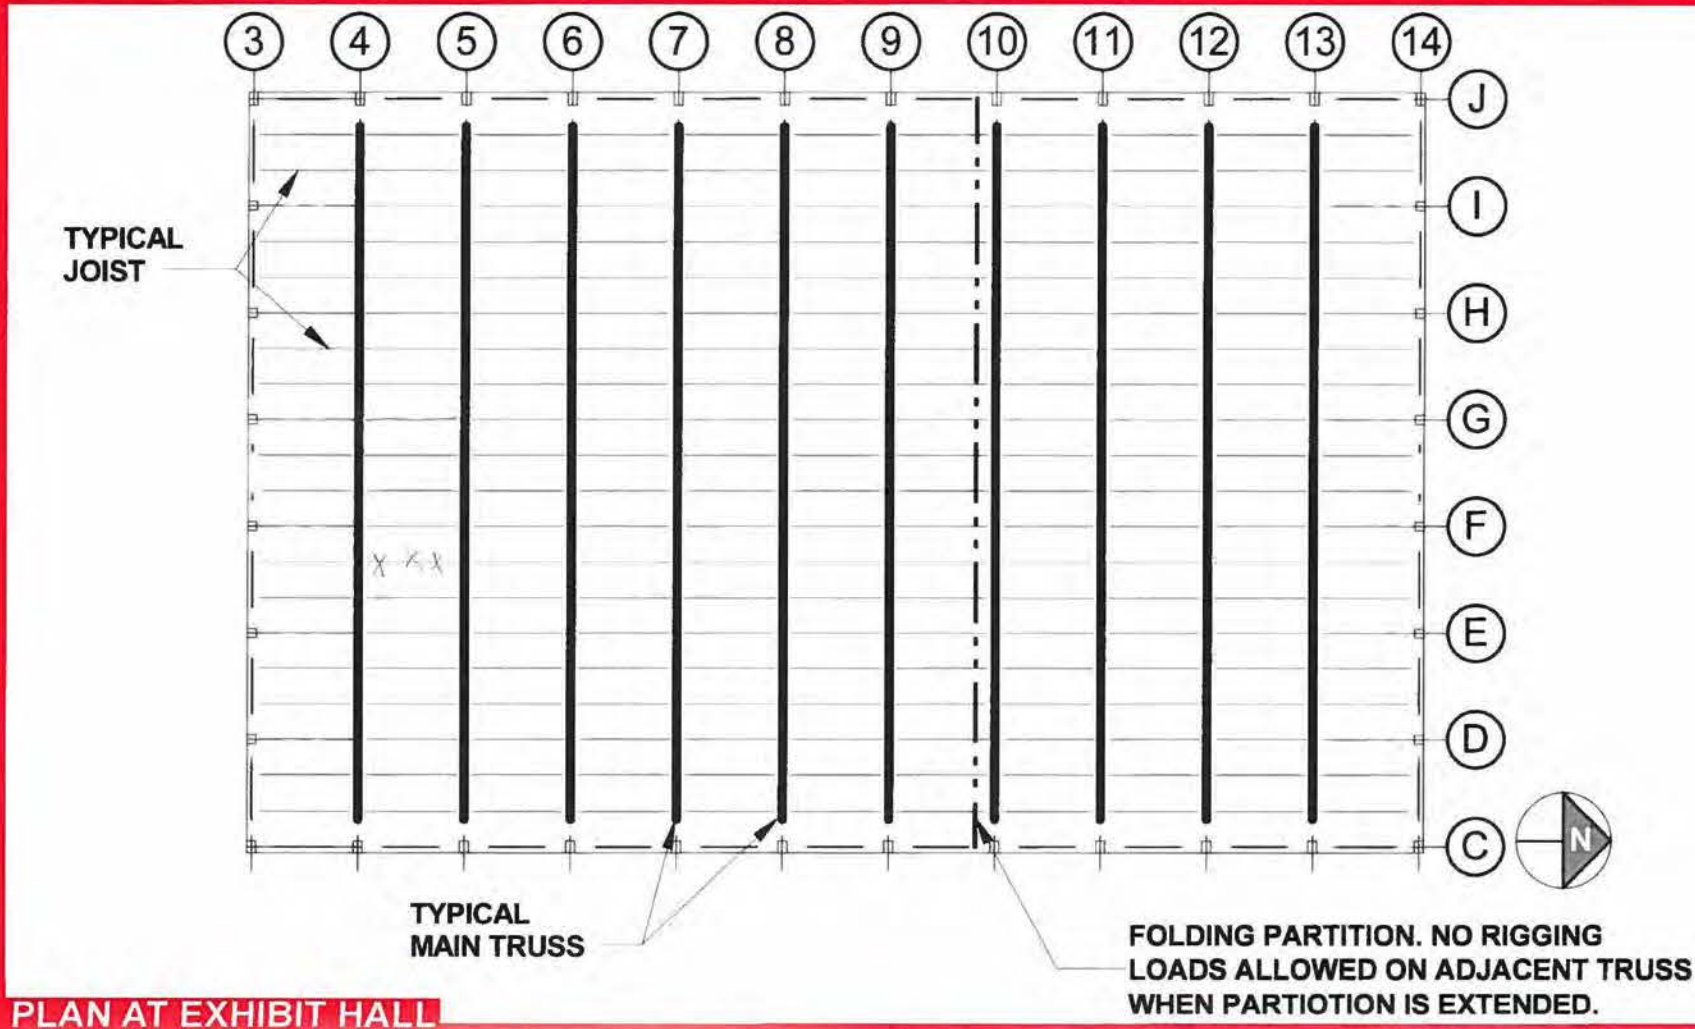 3 4 5 6 7 8 9 10 11 12 13 14
J
I
TYPICAL
JOIST
H
G
F
X X X
E
D
C
N
TYPICAL
MAIN TRUSS
FOLDING PARTITION. NO RIGGING
LOADS ALLOWED ON ADJACENT TRUSS
WHEN PARTIOTION IS EXTENDED.
PLAN AT EXHIBIT HALL